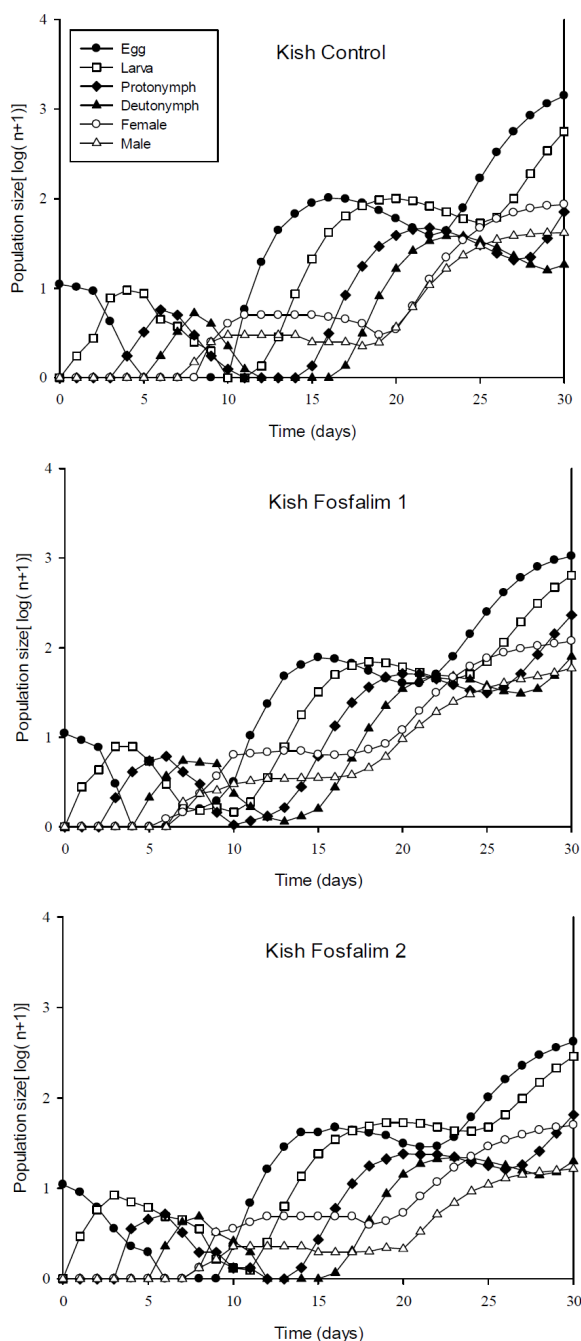 Kish Control
Egg
Larva
Protonymph
Deutonymph
Female
Male
Population size[ log( n+1)]
4
3
2
1
0
0 5 10 15 20 25 30
Time (days)
Kish Fosfalim 1
Population size[ log( n+1)]
4
3
2
1
0
0 5 10 15 20 25 30
Time (days)
Kish Fosfalim 2
Population size[ log( n+1)]
4
3
2
1
0
0 5 10 15 20 25 30
Time (days)